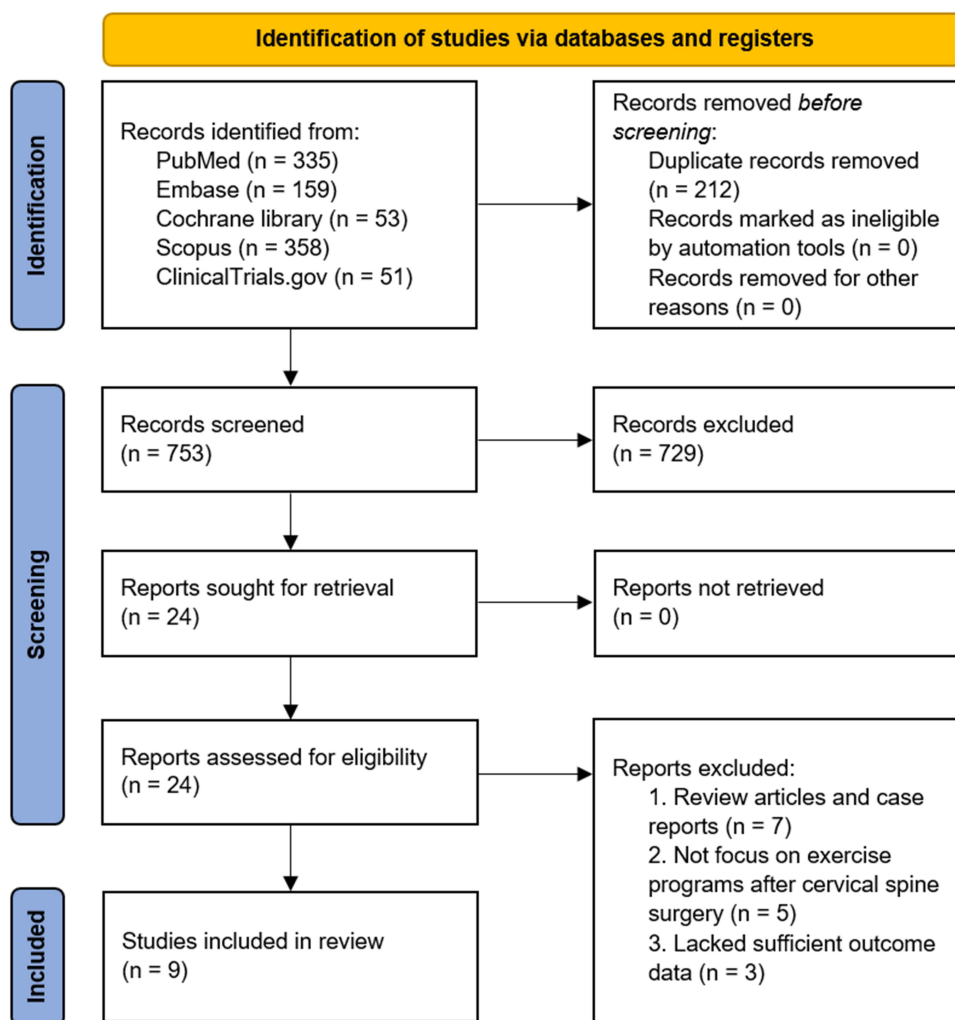 Identification of studies via databases and registers
Identification
Records identified from:
PubMed (n = 335)
Embase (n = 159)
Cochrane library (n = 53)
Scopus (n = 358)
ClinicalTrials.gov (n = 51)
Records removed before
screening:
Duplicate records removed
(n = 212)
Records marked as ineligible
by automation tools (n = 0)
Records removed for other
reasons (n = 0)
Screening
Records screened
(n = 753)
Records excluded
(n = 729)
Reports sought for retrieval
(n = 24)
Reports not retrieved
(n = 0)
Reports assessed for eligibility
(n = 24)
Reports excluded:
1. Review articles and case
reports (n = 7)
2. Not focus on exercise
programs after cervical spine
surgery (n = 5)
3. Lacked sufficient outcome
data (n = 3)
Included
Studies included in review
(n = 9)